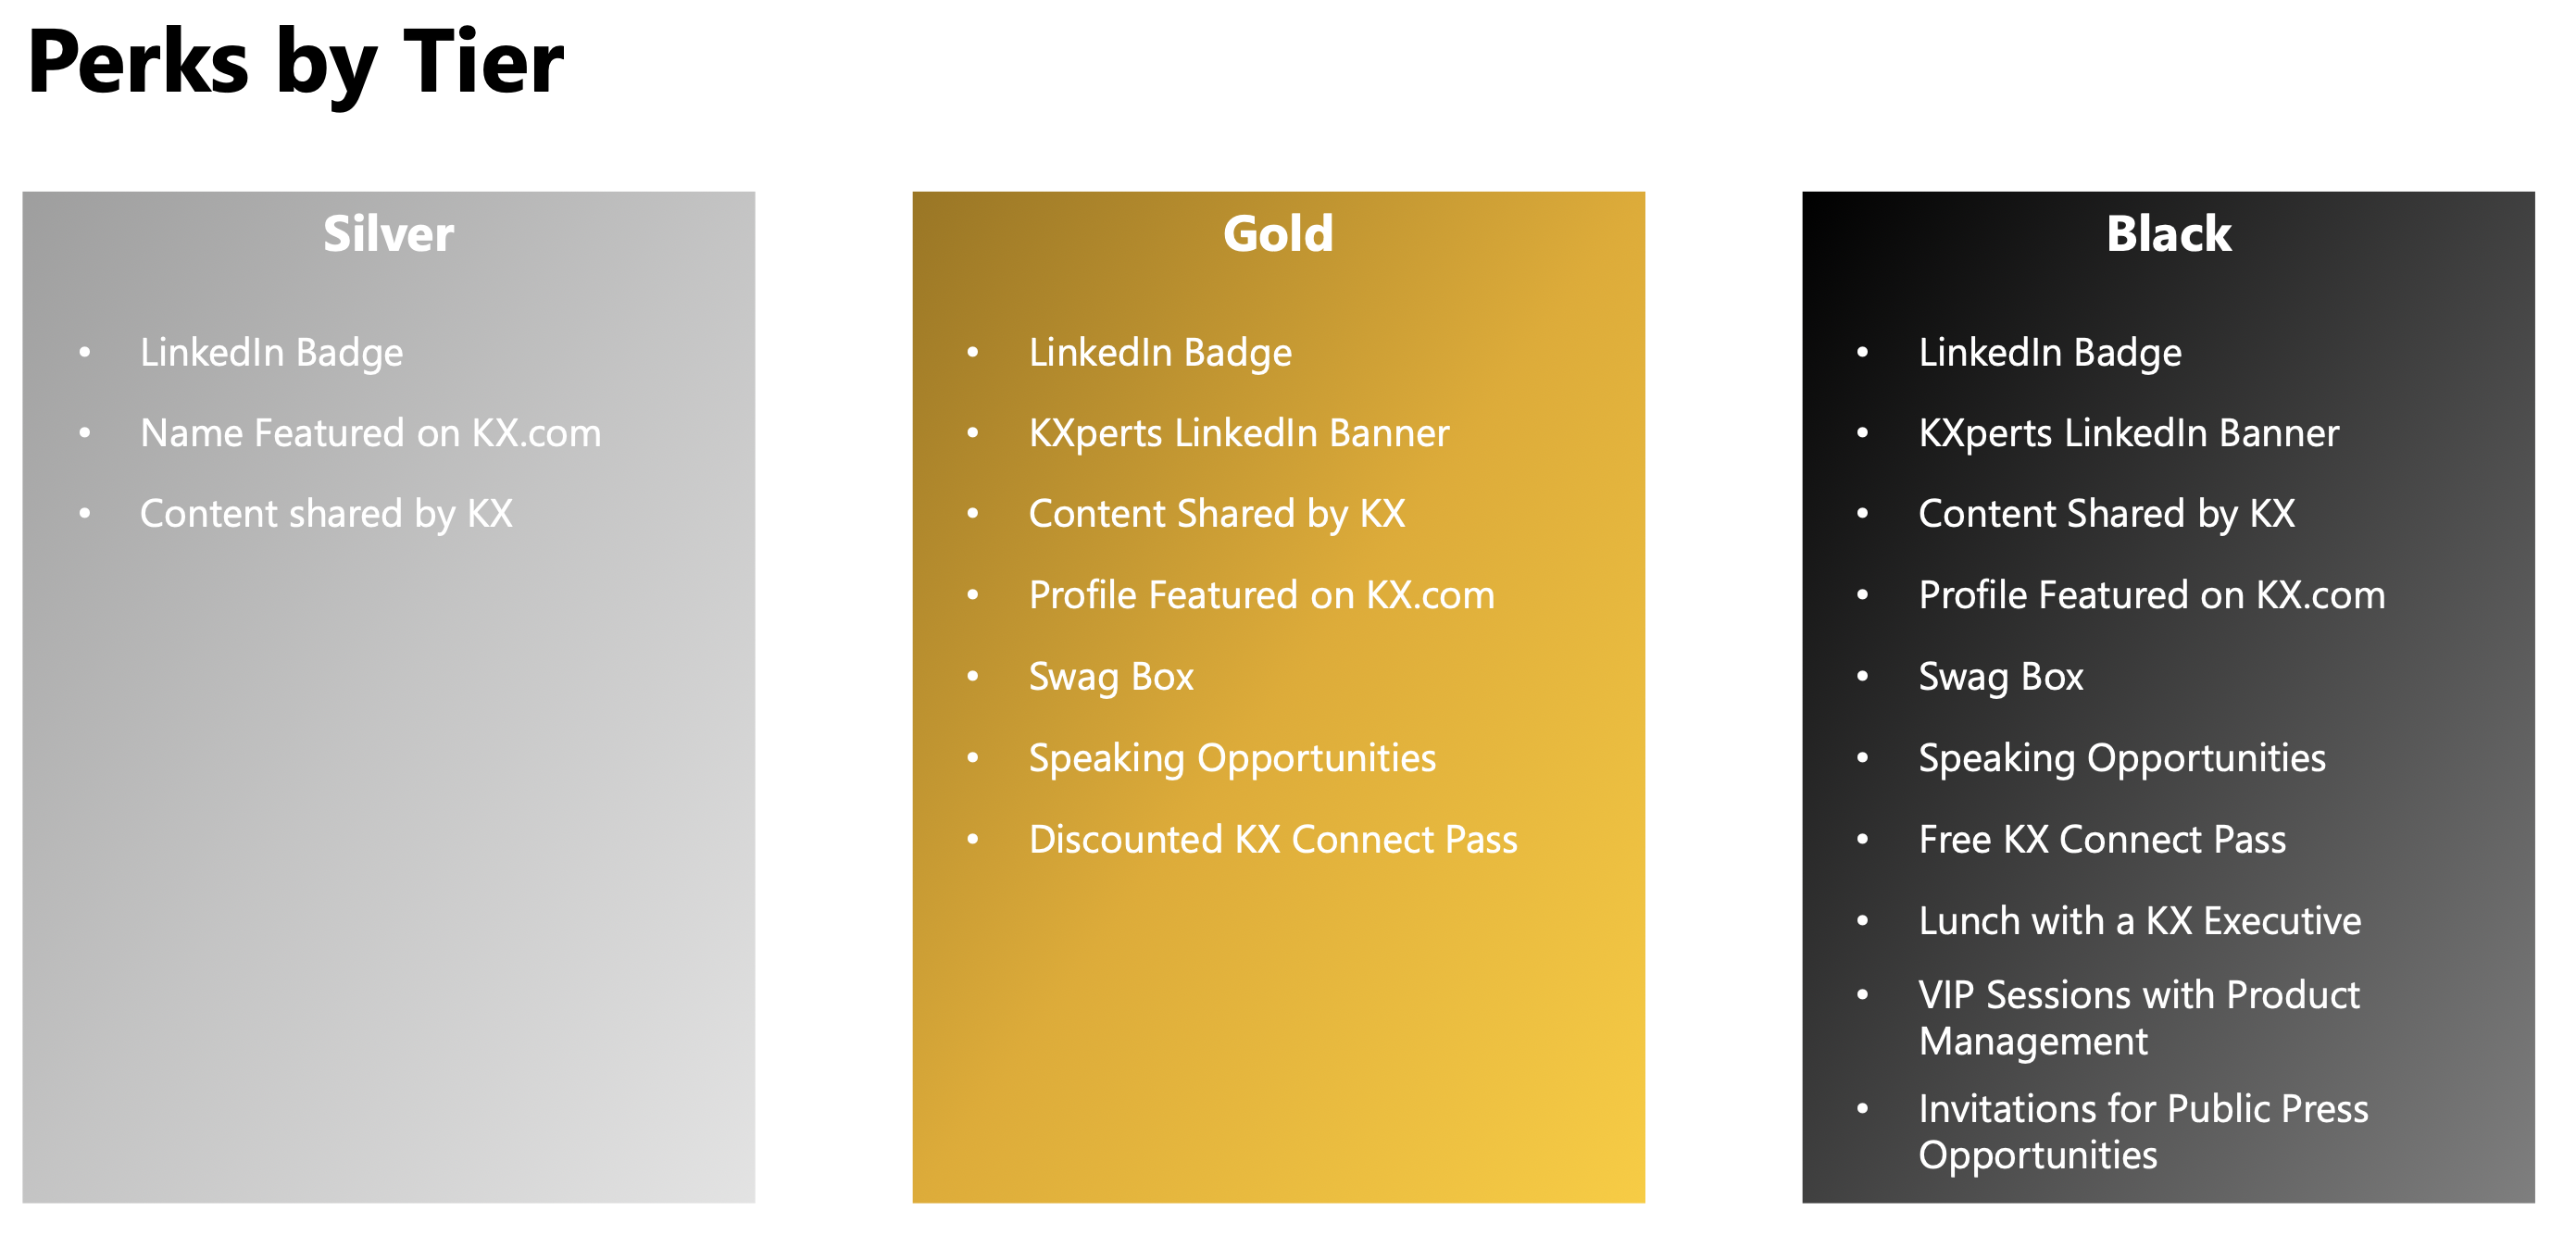 Perks by Tier
Silver
• LinkedIn Badge
• Name Featured on KX.com
• Content shared by KX
Gold
• LinkedIn Badge
• KXperts LinkedIn Banner
• Content Shared by KX
• Profile Featured on KX.com
• Swag Box
• Speaking Opportunities
• Discounted KX Connect Pass
Black
• LinkedIn Badge
• KXperts LinkedIn Banner
• Content Shared by KX
• Profile Featured on KX.com
• Swag Box
• Speaking Opportunities
• Free KX Connect Pass
• Lunch with a KX Executive
• VIP Sessions with Product
Management
• Invitations for Public Press
Opportunities